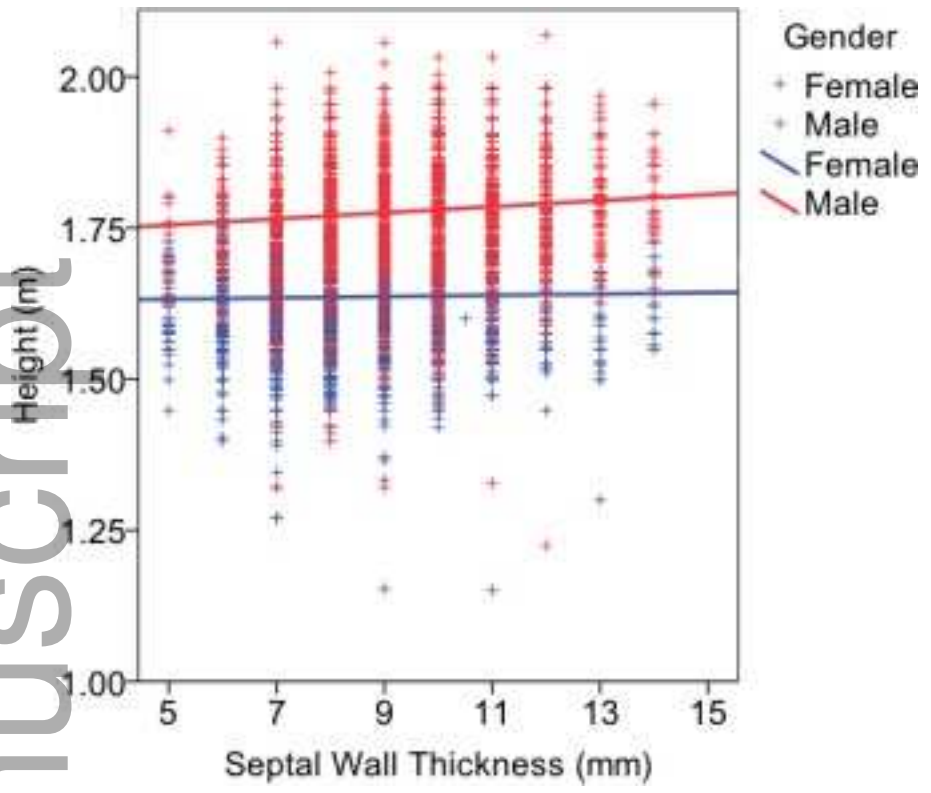 Gender
Female
Male
Female
Male
2.00
1.75
1.50
1.25
1.00
Height (m)
5 7 9 11 13 15
Septal Wall Thickness (mm)
nuscript